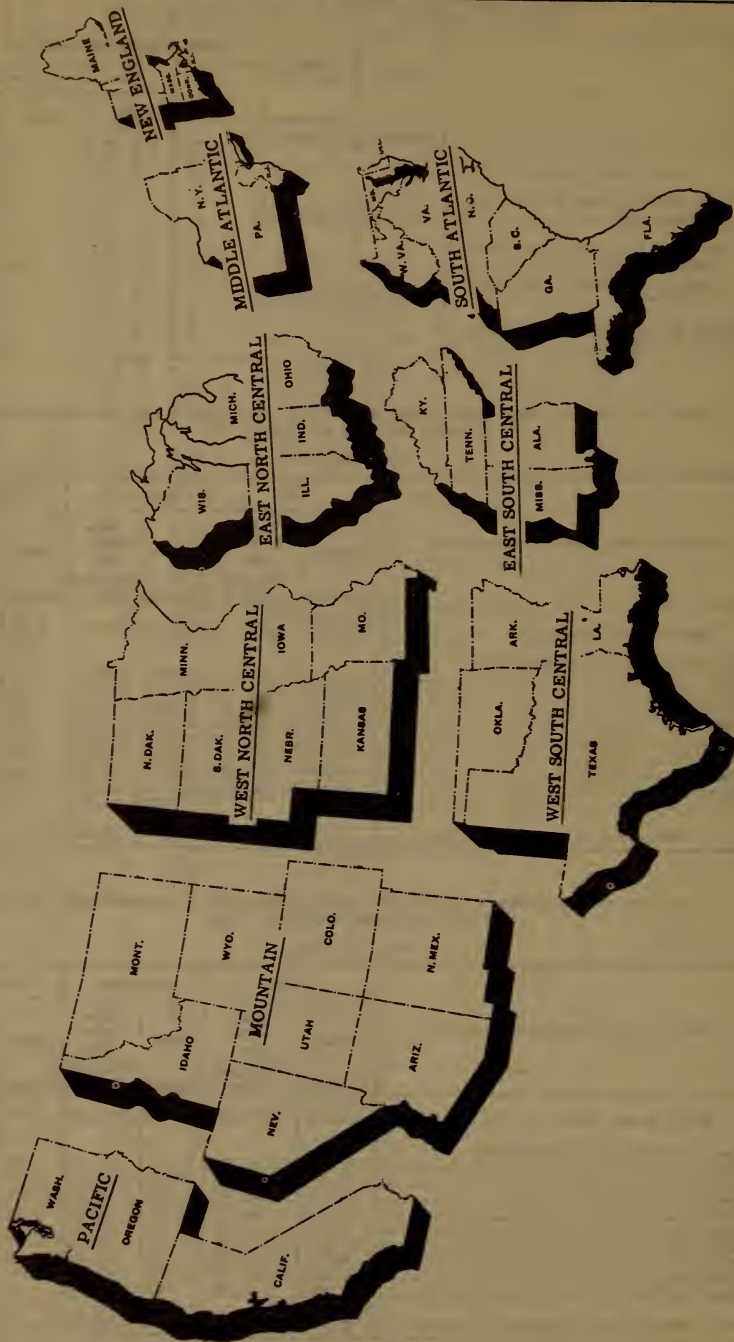 PACIFIC
WASH.
OREGON
CALIF.
MOUNTAIN
MONT.
IDAHO
WYO.
NEV.
UTAH
COLO.
ARIZ.
N. MEX.
WEST NORTH CENTRAL
N. DAK.
MINN.
S. DAK.
NEBR.
IOWA
KANSAS
MO.
WEST SOUTH CENTRAL
OKLA.
ARK.
TEXAS
LA.
EAST NORTH CENTRAL
WIS.
MICH.
ILL.
IND.
OHIO
EAST SOUTH CENTRAL
KY.
TENN.
MISS.
ALA.
MIDDLE ATLANTIC
N.Y.
PA.
SOUTH ATLANTIC
W. VA.
VA.
N. C.
S. C.
GA.
FLA.
NEW ENGLAND
MAINE
MASS.
CONN.